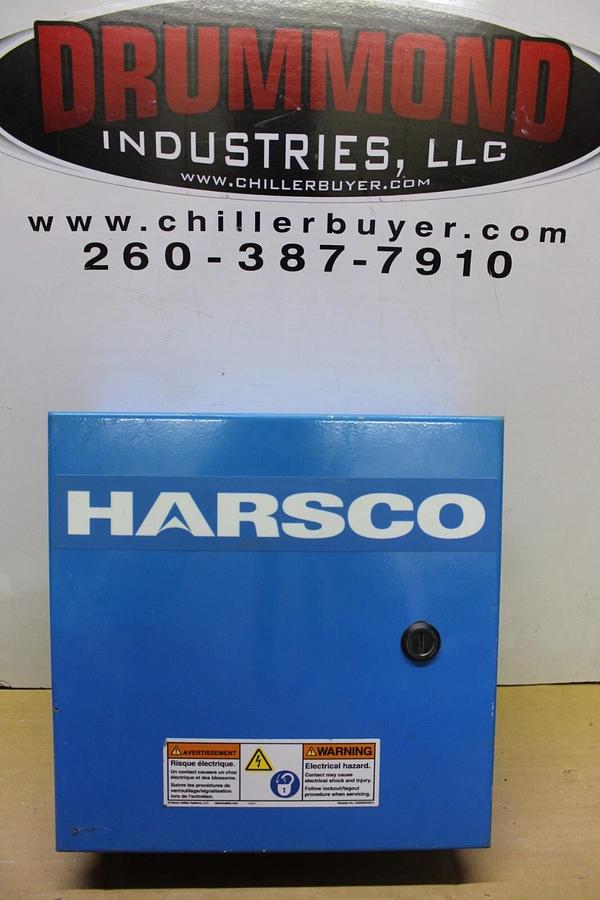 DRUMMOND
INDUSTRIES, LLC
WWW.CHILLERBUYER.COM
www.chillerbuyer.com
260-387-7910
HARSCO
AVERTISSEMENT
Risque électrique.
Un contact causera un choc
électrique et des blessures.
Suivre les procédures de
verrouillage/signalisation
lors de l'entretien.
WARNING
Electrical hazard.
Contact may cause
electrical shock and injury.
Follow lockout/tagout
procedure when servicing.